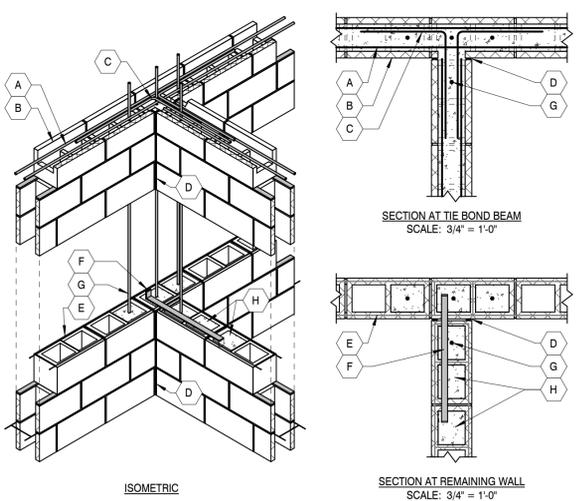 C
A
B
D
F
G
E
H
D
ISOMETRIC
A
B
C
D
G
SECTION AT TIE BOND BEAM
SCALE: 3/4" = 1'-0"
E
F
D
G
H
SECTION AT REMAINING WALL
SCALE: 3/4" = 1'-0"